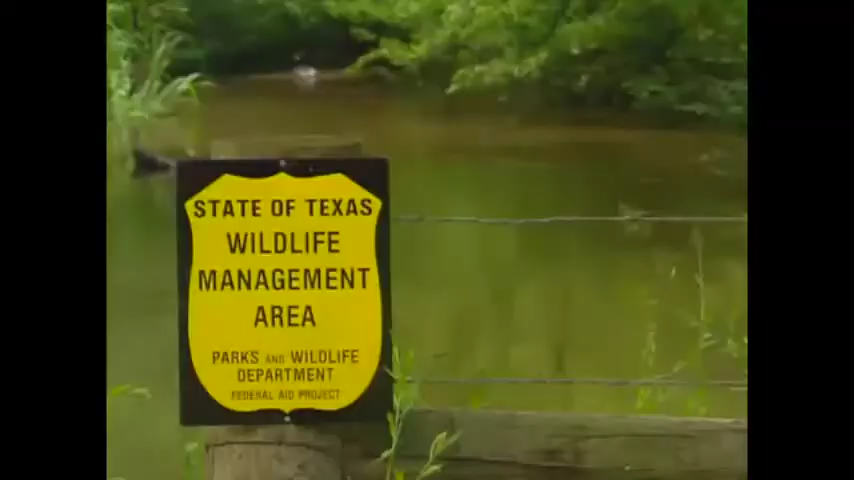 STATE OF TEXAS
WILDLIFE
MANAGEMENT
AREA
PARKS AND WILDLIFE
DEPARTMENT
FEDERAL AID PROJECT